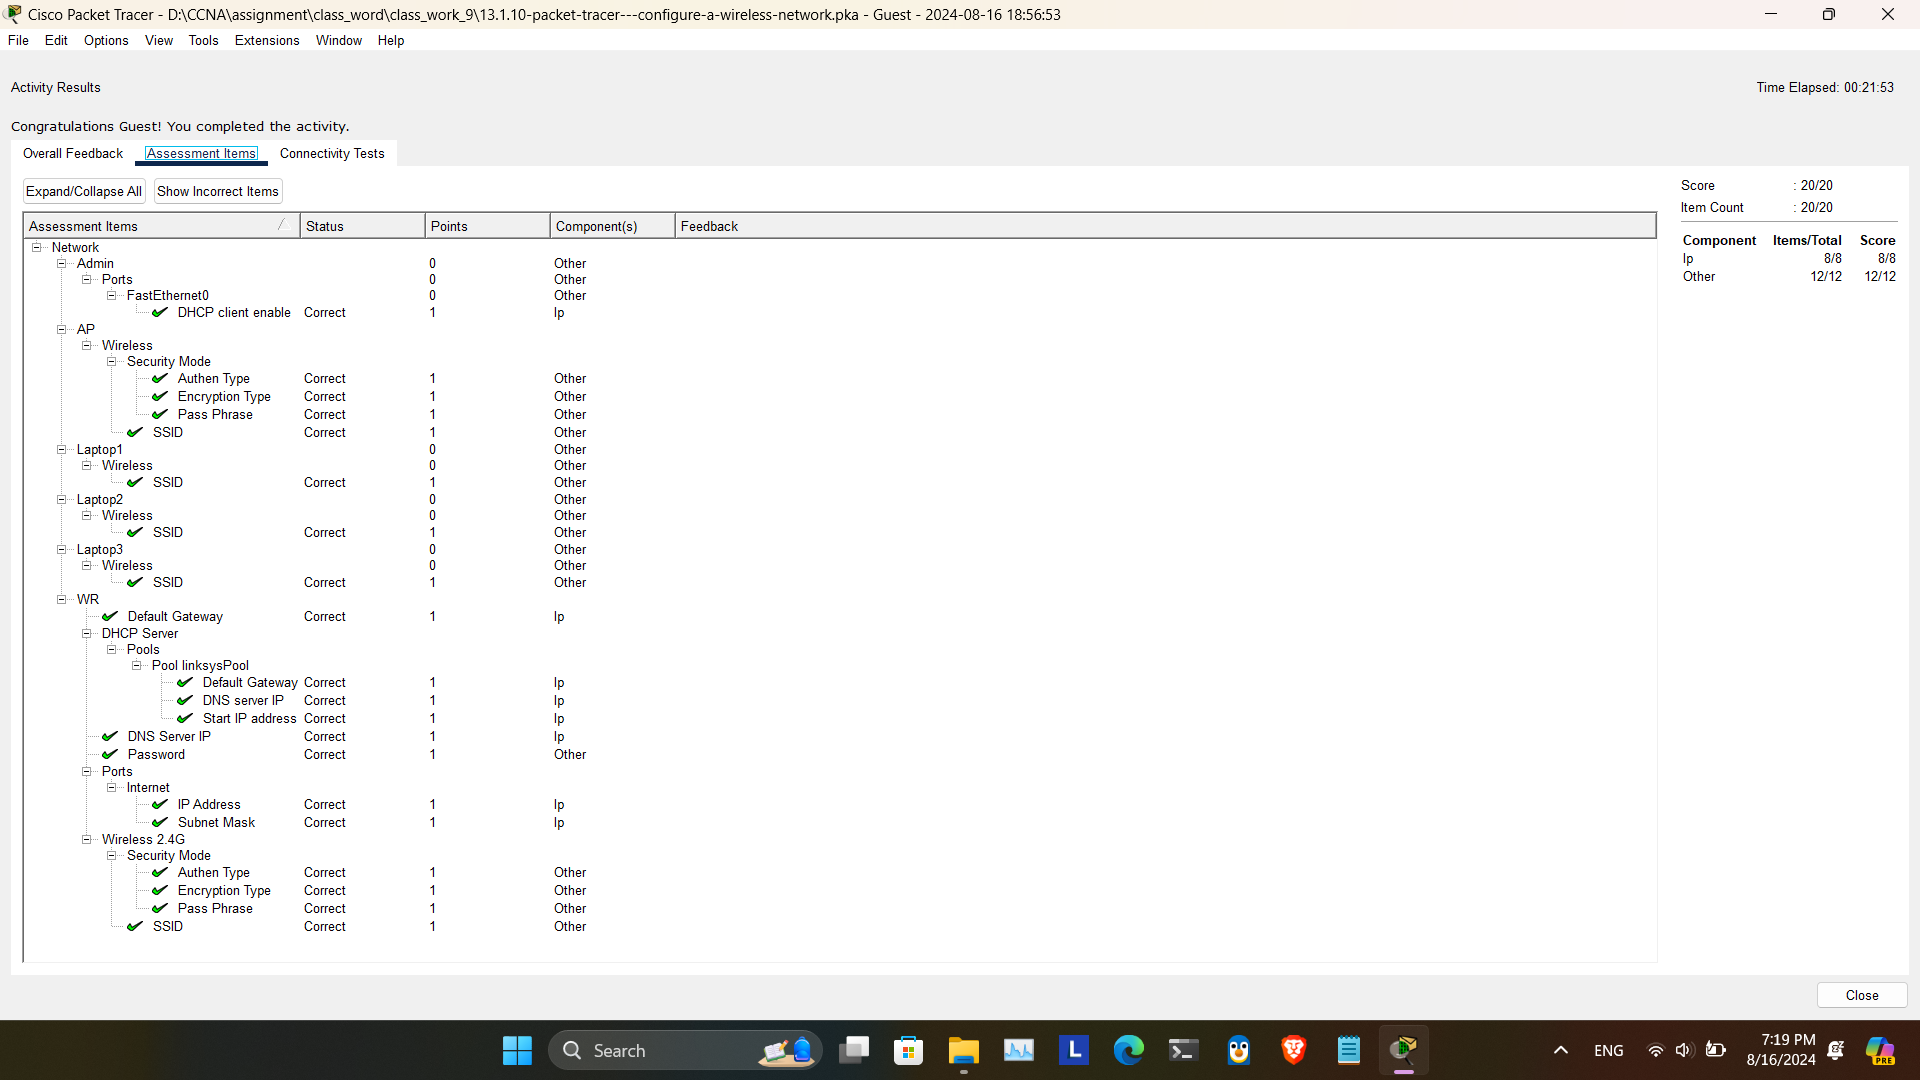 Cisco Packet Tracer - D:\CCNA\assignment\class_word\class_work_9\13.1.10-packet-tracer---configure-a-wireless-network.pka - Guest - 2024-08-16 18:56:53
File Edit Options View Tools Extensions Window Help
Activity Results Time Elapsed: 00:21:53
Congratulations Guest! You completed the activity.
Overall Feedback Assessment Items Connectivity Tests
Expand/Collapse All Show Incorrect Items
Assessment Items Status Points Component(s) Feedback
Network
Admin 0 Other
Ports 0 Other
FastEthernet0 0 Other
DHCP client enable Correct 1 Ip
AP
Wireless
Security Mode
Authen Type Correct 1 Other
Encryption Type Correct 1 Other
Pass Phrase Correct 1 Other
SSID Correct 1 Other
Laptop1 0 Other
Wireless 0 Other
SSID Correct 1 Other
Laptop2 0 Other
Wireless 0 Other
SSID Correct 1 Other
Laptop3 0 Other
Wireless 0 Other
SSID Correct 1 Other
WR
Default Gateway Correct 1 Ip
DHCP Server
Pools
Pool linksysPool
Default Gateway Correct 1 Ip
DNS server IP Correct 1 Ip
Start IP address Correct 1 Ip
DNS Server IP Correct 1 Ip
Password Correct 1 Other
Ports
Internet
IP Address Correct 1 Ip
Subnet Mask Correct 1 Ip
Wireless 2.4G
Security Mode
Authen Type Correct 1 Other
Encryption Type Correct 1 Other
Pass Phrase Correct 1 Other
SSID Correct 1 Other
Score : 20/20
Item Count : 20/20
Component Items/Total Score
Ip 8/8 8/8
Other 12/12 12/12
Close
Search
L
ENG
7:19 PM
8/16/2024
PRE